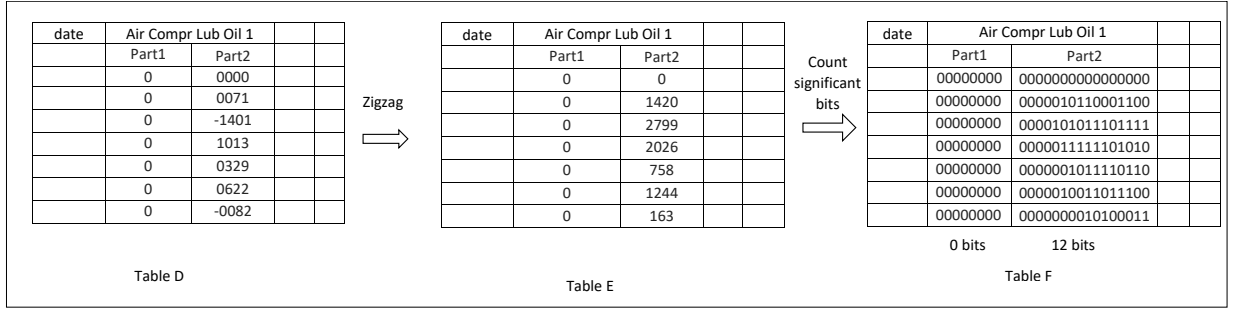 date Air Compr Lub Oil 1
Part1 Part2
0 0000
0 0071
0 -1401
0 1013
0 0329
0 0622
0 -0082
Table D
Zigzag
date Air Compr Lub Oil 1
Part1 Part2
0 0
0 1420
0 2799
0 2026
0 758
0 1244
0 163
Table E
Count
significant
bits
date Air Compr Lub Oil 1
Part1 Part2
00000000 0000000000000000
00000000 0000010110001100
00000000 0000101011101111
00000000 0000011111101010
00000000 0000001011110110
00000000 0000010011011100
00000000 0000000010100011
0 bits 12 bits
Table F